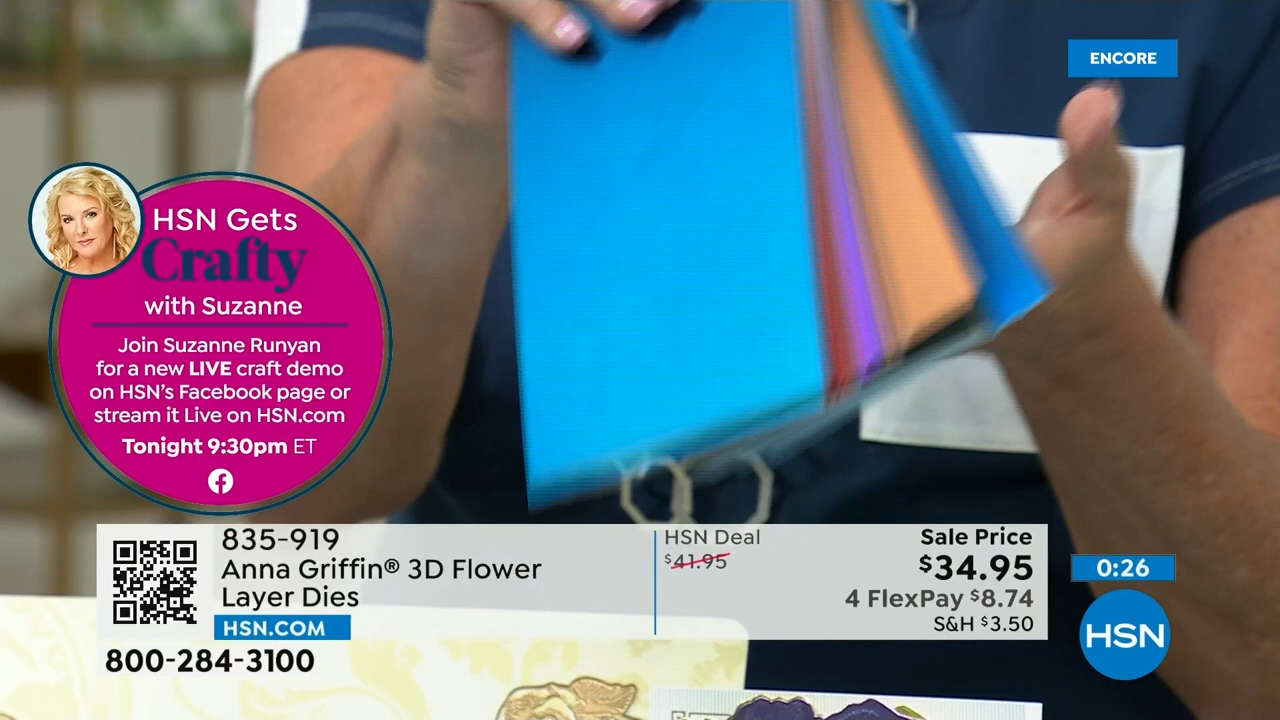 ENCORE
HSN Gets
Crafty
with Suzanne
Join Suzanne Runyan
for a new LIVE craft demo
on HSN's Facebook page or
stream it Live on HSN.com
Tonight 9:30pm ET
835-919
Anna Griffin® 3D Flower
Layer Dies
HSN.COM
800-284-3100
HSN Deal
$41.95
Sale Price
$34.95
4 FlexPay $8.74
S&H $3.50
0:26
HSN